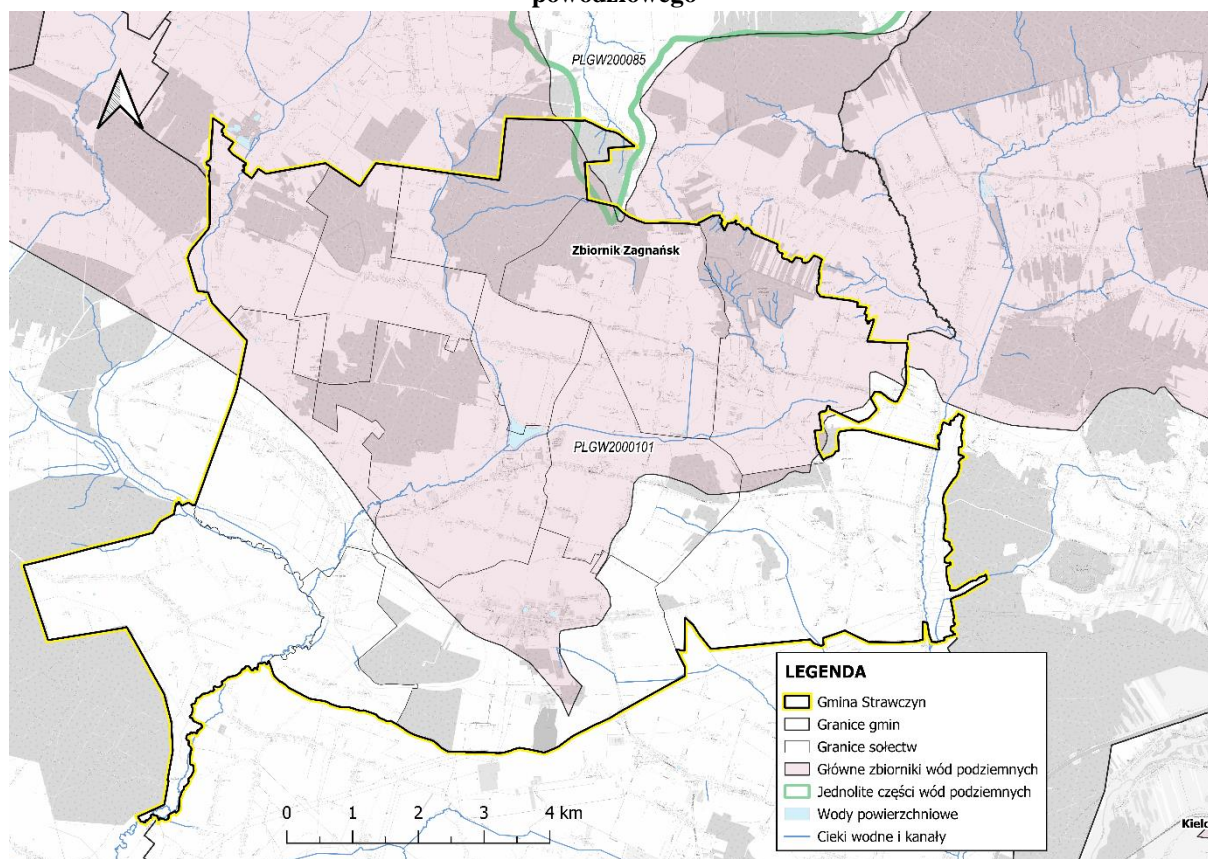 powodziowego
PLGW200085
Zbiornik Zagnańsk
PLGW2000101
LEGENDA
Gmina Strawczyn
Granice gmin
Granice sołectw
Główne zbiorniki wód podziemnych
Jednolite części wód podziemnych
Wody powierzchniowe
Cieki wodne i kanały
0 1 2 3 4 km